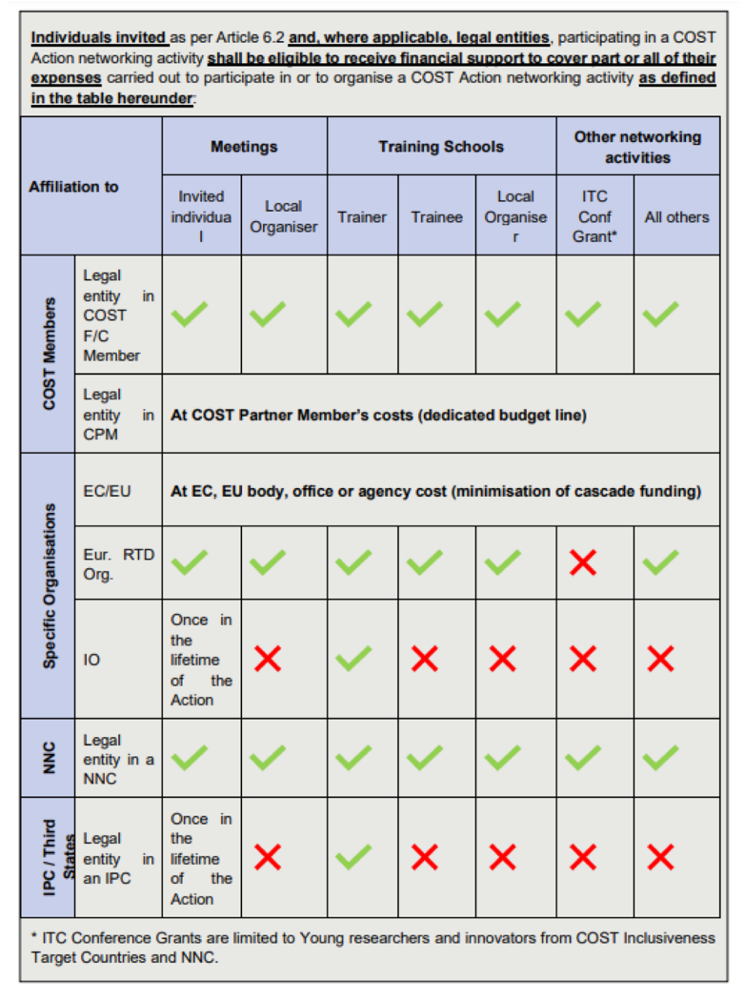 Individuals invited as per Article 6.2 and, where applicable, legal entities, participating in a COST
Action networking activity shall be eligible to receive financial support to cover part or all of their
expenses carried out to participate in or to organise a COST Action networking activity as defined
in the table hereunder:
Affiliation to
Meetings
Training Schools
Other networking
activities
Invited
individua
l
Local
Organiser
Trainer
Trainee
Local
Organise
r
ITC
Conf
Grant*
All others
COST Members
Legal
entity in
COST
F/C
Member
Legal
entity in
CPM
At COST Partner Member's costs (dedicated budget line)
Specific Organisations
EC/EU
At EC, EU body, office or agency cost (minimisation of cascade funding)
Eur. RTD
Org.
IO
Once in
the
lifetime
of the
Action
NNC
Legal
entity in a
NNC
IPC / Third
States
Legal
entity in
an IPC
Once in
the
lifetime
of the
Action
* ITC Conference Grants are limited to Young researchers and innovators from COST Inclusiveness
Target Countries and NNC.